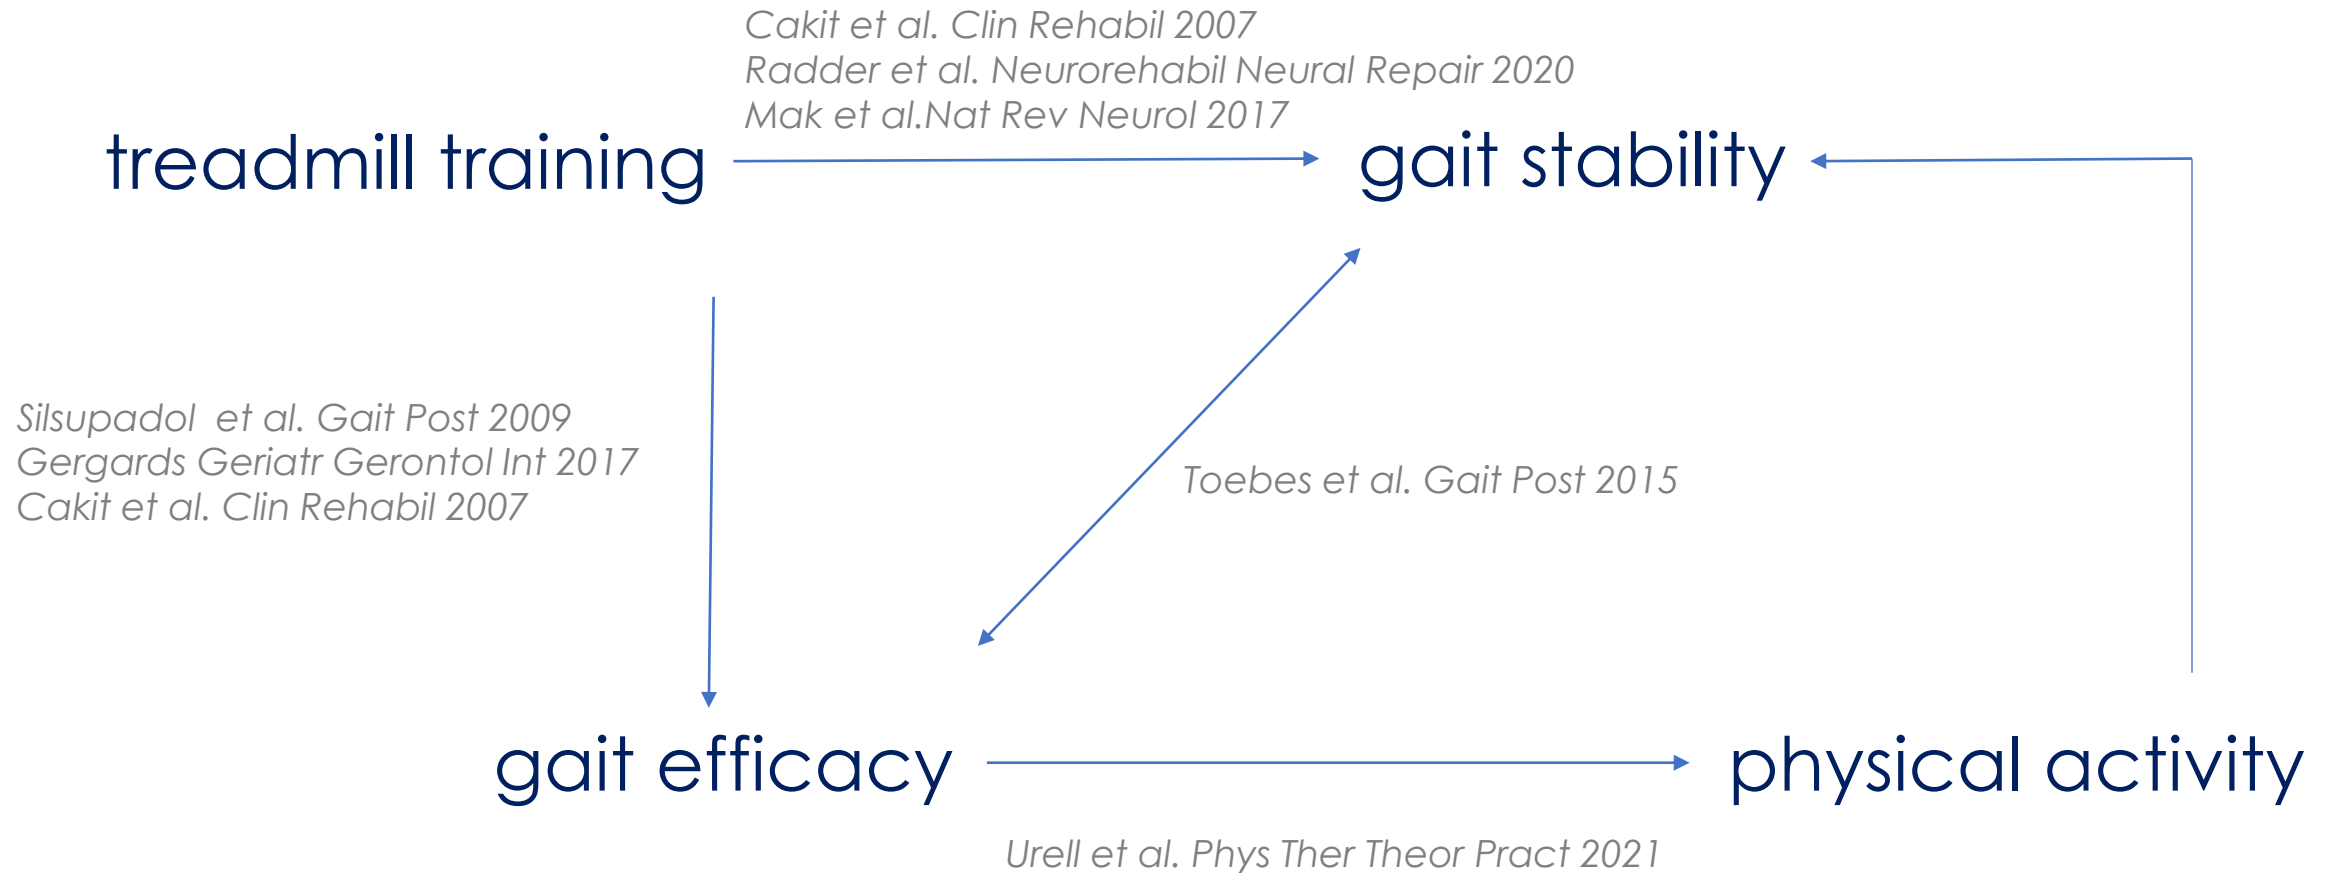 Cakit et al. Clin Rehabil 2007
Radder et al. Neurorehabil Neural Repair 2020
Mak et al.Nat Rev Neurol 2017
treadmill training
gait stability
Silsupadol  et al. Gait Post 2009
Gergards Geriatr Gerontol Int 2017
Cakit et al. Clin Rehabil 2007
Toebes et al. Gait Post 2015
gait efficacy
physical activity
Urell et al. Phys Ther Theor Pract 2021